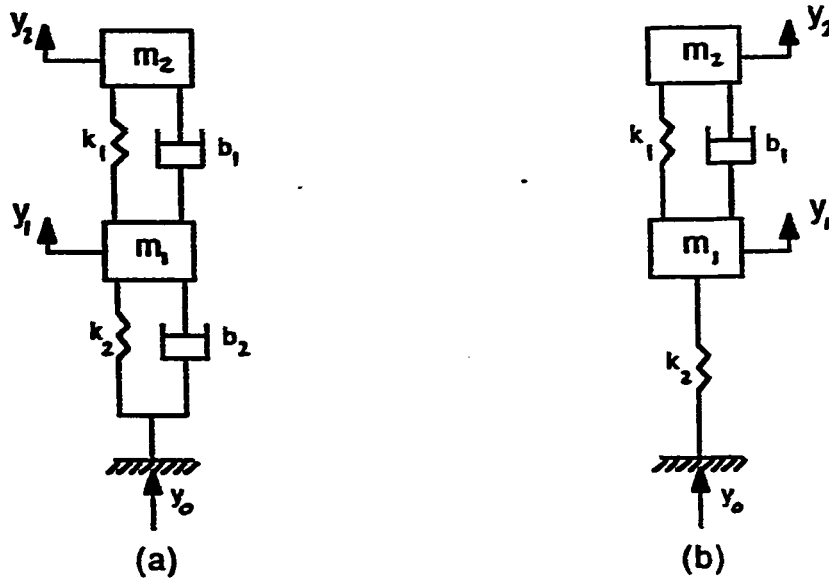 y₂
m₂
k₁
b₁
y₁
m₁
k₂
b₂
y₀
(a)
y₂
m₂
k₁
b₁
y₁
m₁
k₂
y₀
(b)